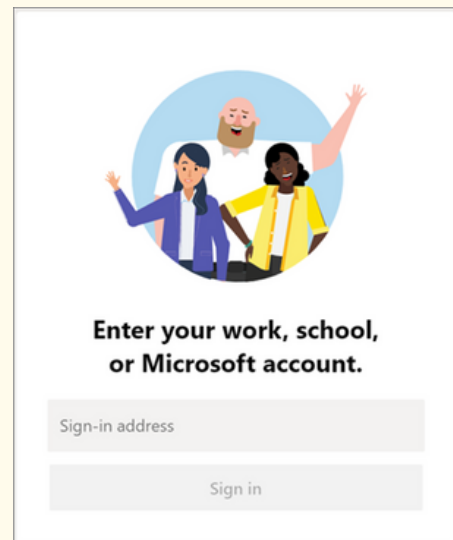 Enter your work, school,
or Microsoft account.
Sign-in address
Sign in